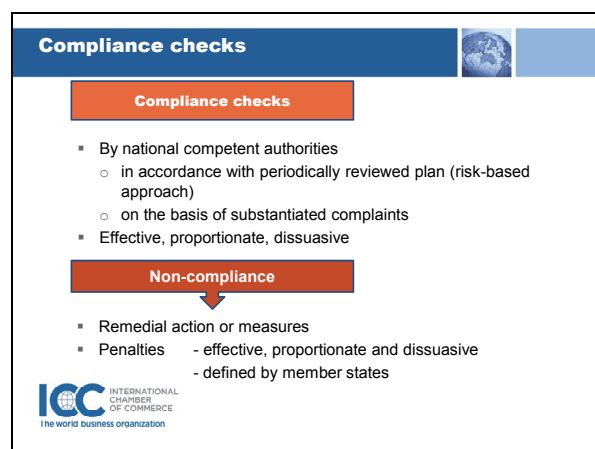 Compliance checks
Compliance checks
▪ By national competent authorities
○ in accordance with periodically reviewed plan (risk-based
approach)
○ on the basis of substantiated complaints
▪ Effective, proportionate, dissuasive
Non-compliance
▪ Remedial action or measures
▪ Penalties - effective, proportionate and dissuasive
- defined by member states
ICC INTERNATIONAL
CHAMBER
OF COMMERCE
The world business organization